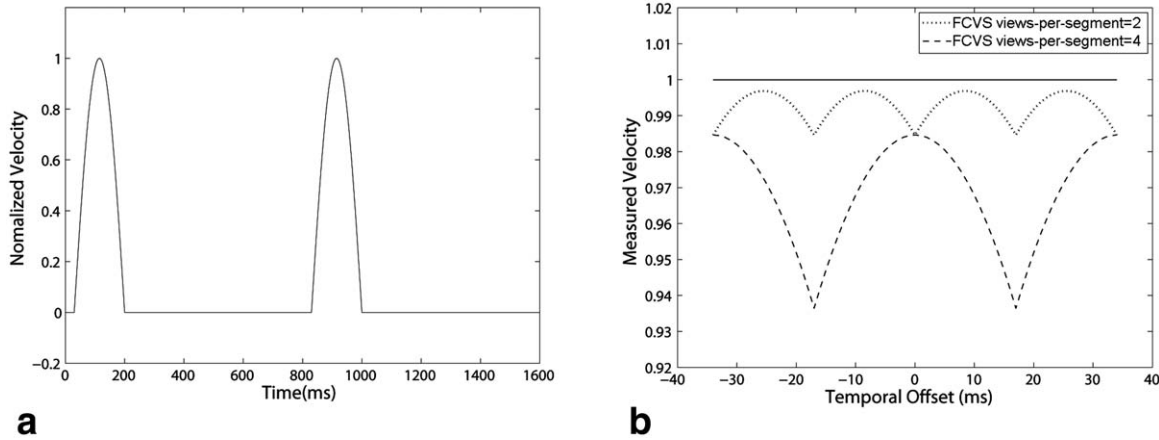 Nomalized Velocity
1
0.8
0.6
0.4
0.2
0
−0.2
0 200 400 600 800 1000 1200 1400 1600
Time(ms)
a
Measured Velocity
1.02
1.01
1
0.99
0.98
0.97
0.96
0.95
0.94
0.93
0.92
FCVS views-per-segment=2
FCVS views-per-segment=4
−40 −30 −20 −10 0 10 20 30 40
Temporal Offset (ms)
b